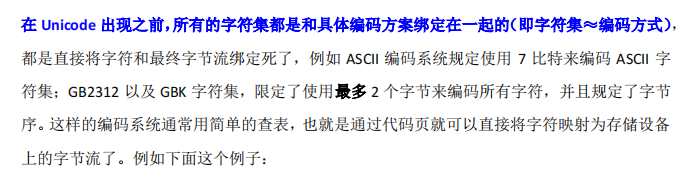 在 Unicode 出现之前,所有的字符集都是和具体编码方案绑定在一起的(即字符集≈编码方式),
都是直接将字符和最终字节流绑定死了，例如 ASCII 编码系统规定使用 7 比特来编码 ASCII 字
符集；GB2312 以及 GBK 字符集，限定了使用最多 2 个字节来编码所有字符，并且规定了字节
序。这样的编码系统通常用简单的查表，也就是通过代码页就可以直接将字符映射为存储设备
上的字节流了。例如下面这个例子：